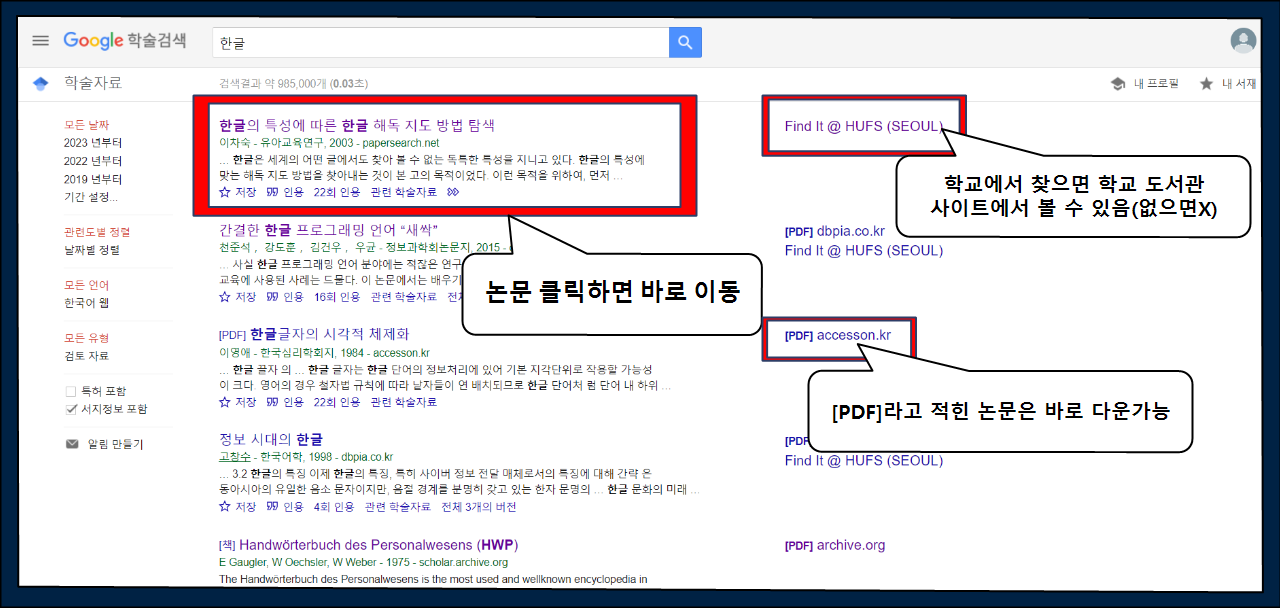 Google 학술검색
한글
학술자료
검색결과 약 985,000개 (0.03초)
내 프로필
내 서재
모든 날짜
2023 년부터
2022 년부터
2019 년부터
기간 설정...
관련도별 정렬
날짜별 정렬
모든 언어
한국어 웹
모든 유형
검토 자료
특허 포함
서지정보 포함
알림 만들기
한글의 특성에 따른 한글 해독 지도 방법 탐색
이차숙 - 유아교육연구, 2003 - papersearch.net
... 한글은 세계의 어떤 글에서도 찾아 볼 수 없는 독특한 특성을 지니고 있다. 한글의 특성에
맞는 해독 지도 방법을 찾아내는 것이 본 고의 목적이었다. 이런 목적을 위하여, 먼저 ...
저장 인용 22회 인용 관련 학술자료
Find It @ HUFS (SEOUL)
학교에서 찾으면 학교 도서관
사이트에서 볼 수 있음(없으면X)
간결한 한글 프로그래밍 언어 “새싹”
천준석, 강도훈, 김건우, 우균 - 정보과학회논문지, 2015 -
... 사실 한글 프로그래밍 언어 분야에는 적잖은 연구
교육에 사용된 사례는 드물다. 이 논문에서는 배우기
저장 인용 16회 인용 관련 학술자료 전체
[PDF] dbpia.co.kr
Find It @ HUFS (SEOUL)
논문 클릭하면 바로 이동
[PDF] 한글글자의 시각적 체제화
이영애 - 한국심리학회지, 1984 - accesson.kr
... 한글 끌자 의 ... 한글 글자는 한글 단어의 정보처리에 있어 기본 지각단위로 작용할 가능성
이 크다. 영어의 경우 철자법 규칙에 따라 낱자들이 연 배치되므로 한글 단어처 럼 단어 내 하위 ...
저장 인용 22회 인용 관련 학술자료
[PDF] accesson.kr
[PDF]라고 적힌 논문은 바로 다운가능
정보 시대의 한글
고창수 - 한국어학, 1998 - dbpia.co.kr
... 3.2 한글의 특징 이제 한글의 특징, 특히 사이버 정보 전달 매체로서의 특징에 대해 간략 온
동아시아의 유일한 음소 문자이지만, 음절 경계를 분명히 갖고 있는 한자 문명의 ... 한글 문화의 미래 ...
저장 인용 4회 인용 관련 학술자료 전체 3개의 버전
[PD
Find It @ HUFS (SEOUL)
[책] Handwörterbuch des Personalwesens (HWP)
E Gaugler, W Oechsler, W Weber - 1975 - scholar.archive.org
The Handwörterbuch des Personalwesens is the most used and wellknown encyclopedia in
[PDF] archive.org